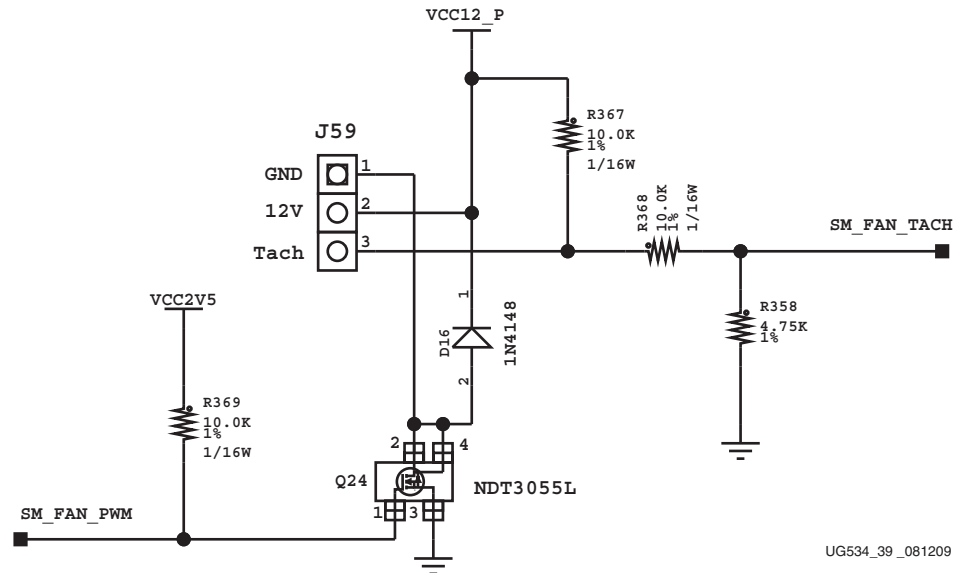 VCC12_P
R367
10.0K
1%
1/16W
J59
GND 1
12V 2
Tach 3
R368
10.0K
1%
1/16W
SM_FAN_TACH
VCC2V5
1
D16
1N4148
2
R358
4.75K
1%
R369
10.0K
1%
1/16W
2 4
Q24
NDT3055L
1 3
SM_FAN_PWM
UG534_39 _081209